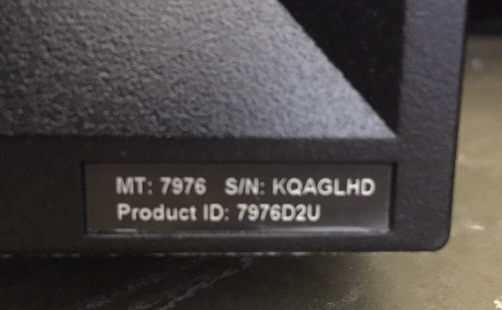 MT: 7976 S/N: KQAGLHD
Product ID: 7976D2U